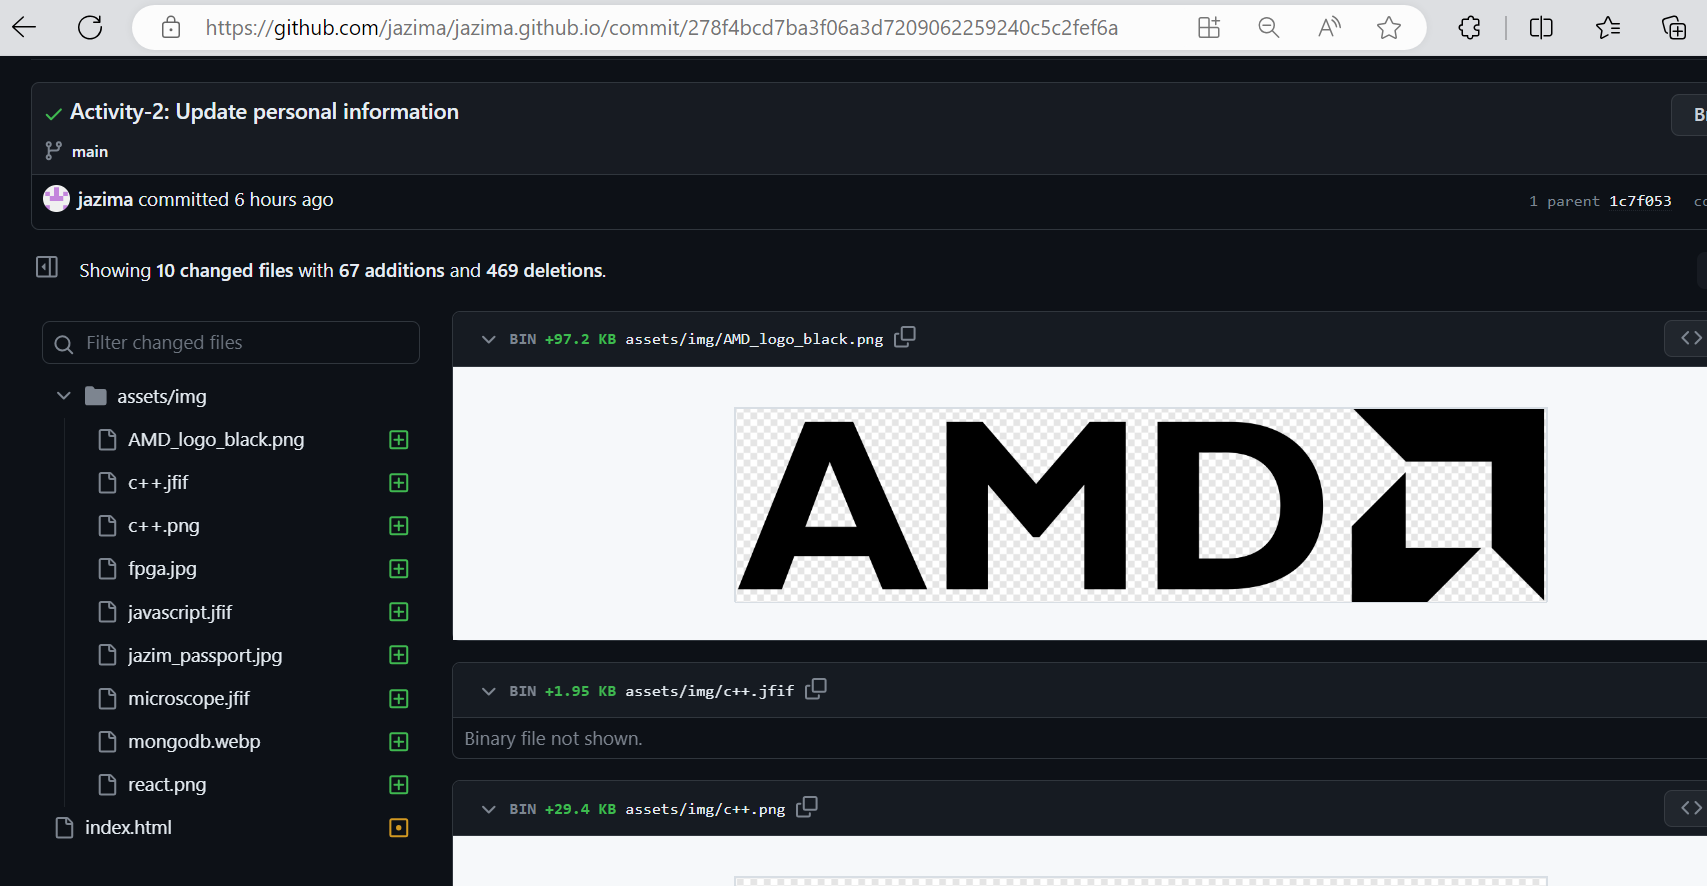 https://github.com/jazima/jazima.github.io/commit/278f4bcd7ba3f06a3d7209062259240c5c2fef6a
Activity-2: Update personal information
main
jazima committed 6 hours ago
1 parent 1c7f053
Showing 10 changed files with 67 additions and 469 deletions.
Filter changed files
assets/img
AMD_logo_black.png
c++.jfif
c++.png
fpga.jpg
javascript.jfif
jazim_passport.jpg
microscope.jfif
mongodb.webp
react.png
index.html
BIN +97.2 KB assets/img/AMD_logo_black.png
AMD
BIN +1.95 KB assets/img/c++.jfif
Binary file not shown.
BIN +29.4 KB assets/img/c++.png